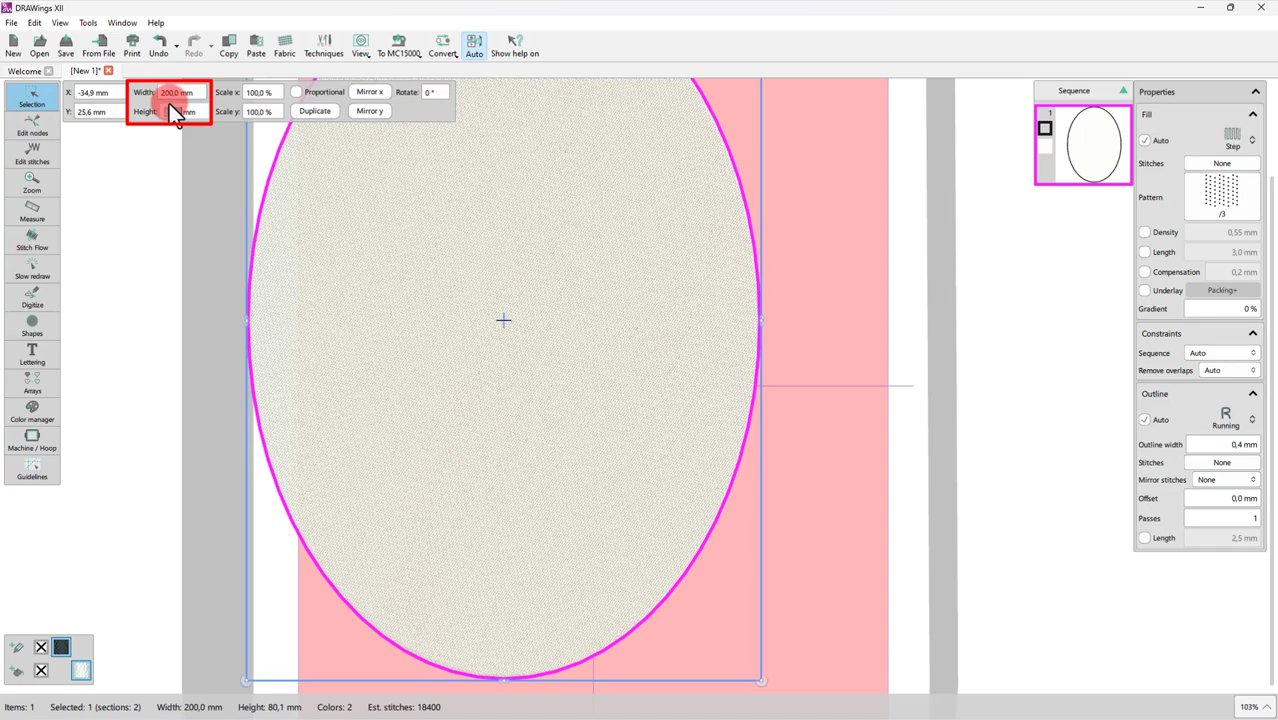 DRAWings XII
File Edit View Tools Window Help
New Open Save From File Print Undo Redo Copy Paste Fabric Techniques View To MC15000 Convert Auto Show help on
Welcome [New 1]*
X: -34,9 mm Width: 200,0 mm Scale x: 100,0 % Proportional Mirror x Rotate: 0 °
Y: 25,6 mm Height: mm Scale y: 100,0 % Duplicate Mirror y
Selection
Edit nodes
Edit stitches
Zoom
Measure
Stitch Flow
Slow redraw
Digitize
Shapes
Lettering
Arrays
Color manager
Machine / Hoop
Guidelines
Sequence
1
Properties
Fill
Auto Step
Stitches None
Pattern /3
Density 0,55 mm
Length 3,0 mm
Compensation 0,2 mm
Underlay Packing+
Gradient 0 %
Constraints
Sequence Auto
Remove overlaps Auto
Outline
Auto R Running
Outline width 0,4 mm
Stitches None
Mirror stitches None
Offset 0,0 mm
Passes 1
Length 2,5 mm
Items: 1 Selected: 1 (sections: 2) Width: 200,0 mm Height: 80,1 mm Colors: 2 Est. stitches: 18400 103%